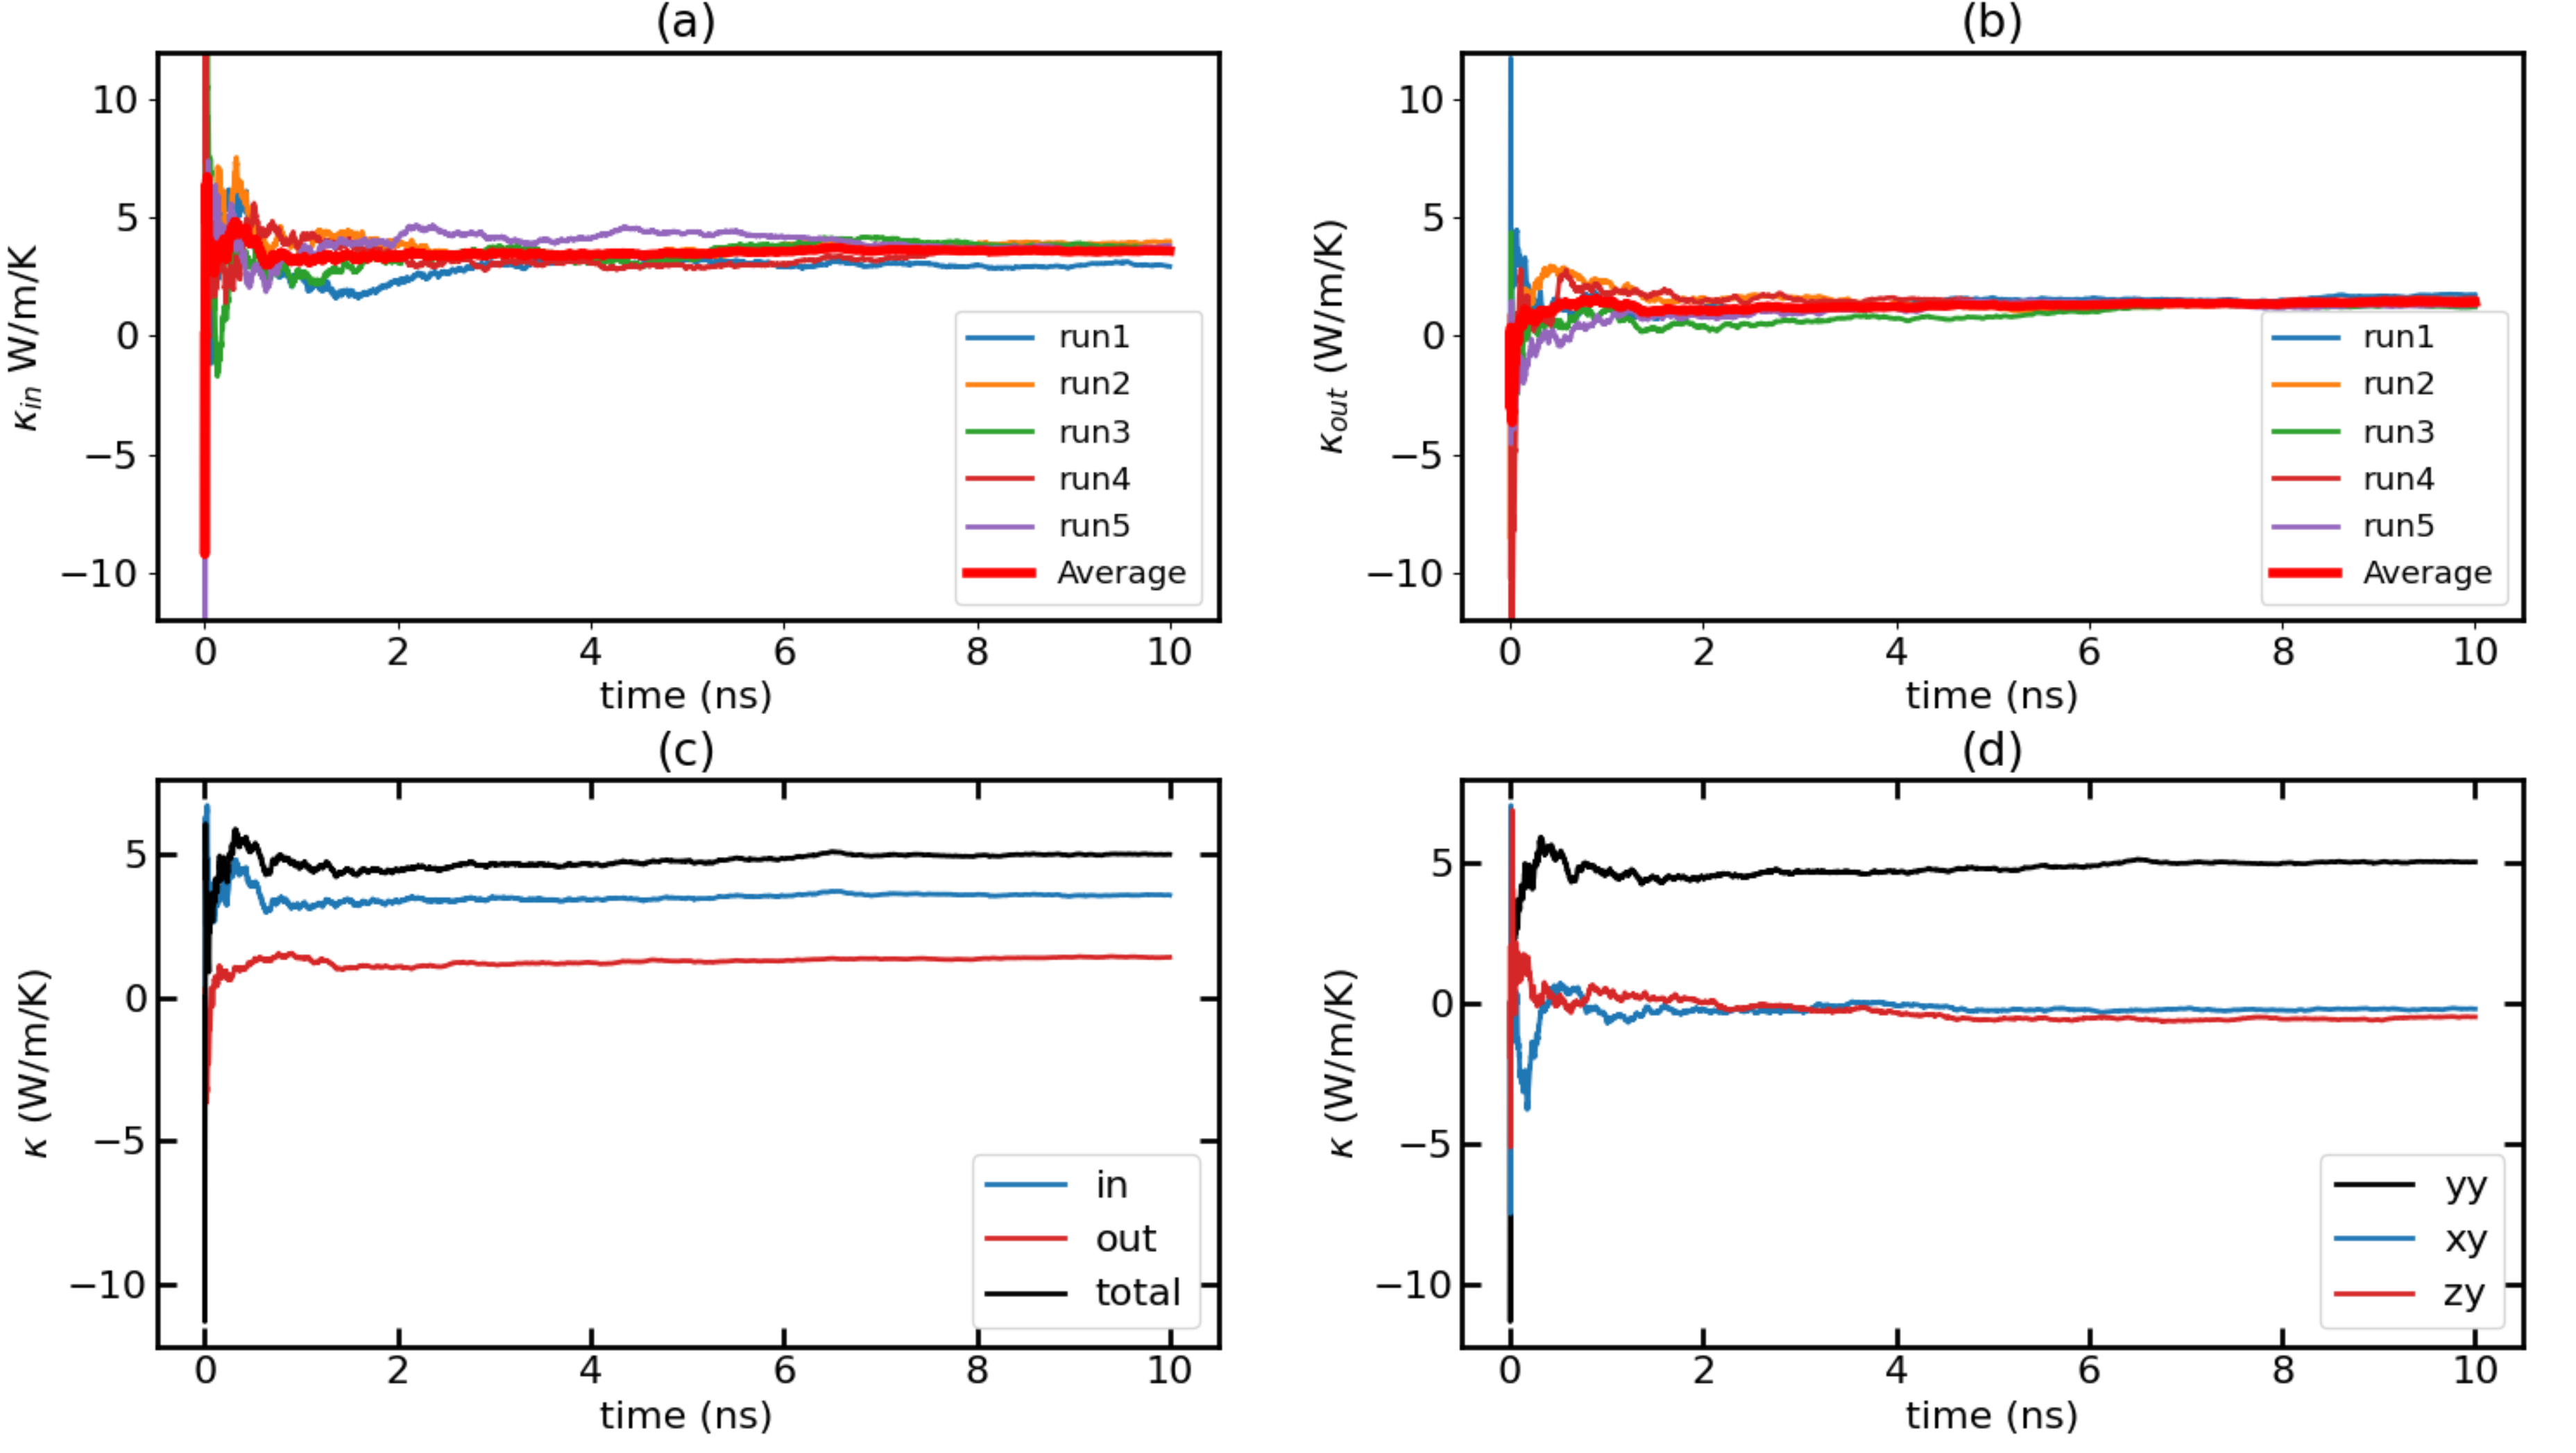 (a)
10
5
0
−5
−10
κin W/m/K
run1
run2
run3
run4
run5
Average
0 2 4 6 8 10
time (ns)
(b)
10
5
0
−5
−10
κout (W/m/K)
run1
run2
run3
run4
run5
Average
0 2 4 6 8 10
time (ns)
(c)
5
0
−5
−10
κ (W/m/K)
in
out
total
0 2 4 6 8 10
time (ns)
(d)
5
0
−5
−10
κ (W/m/K)
yy
xy
zy
0 2 4 6 8 10
time (ns)